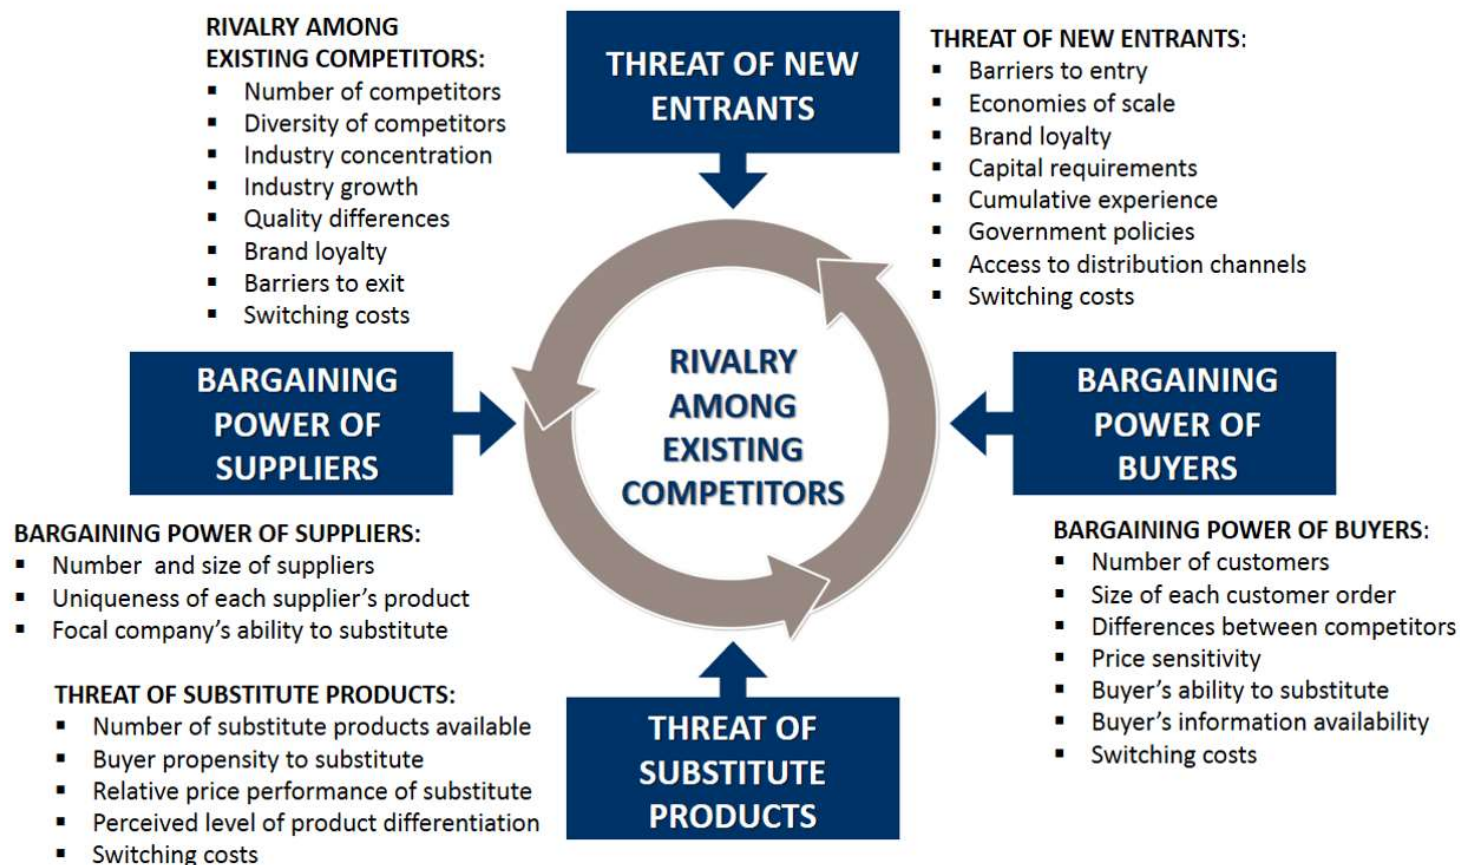 RIVALRY AMONG
EXISTING COMPETITORS:
▪ Number of competitors
▪ Diversity of competitors
▪ Industry concentration
▪ Industry growth
▪ Quality differences
▪ Brand loyalty
▪ Barriers to exit
▪ Switching costs
THREAT OF NEW
ENTRANTS
THREAT OF NEW ENTRANTS:
▪ Barriers to entry
▪ Economies of scale
▪ Brand loyalty
▪ Capital requirements
▪ Cumulative experience
▪ Government policies
▪ Access to distribution channels
▪ Switching costs
BARGAINING
POWER OF
SUPPLIERS
RIVALRY
AMONG
EXISTING
COMPETITORS
BARGAINING
POWER OF
BUYERS
BARGAINING POWER OF SUPPLIERS:
▪ Number and size of suppliers
▪ Uniqueness of each supplier’s product
▪ Focal company’s ability to substitute
BARGAINING POWER OF BUYERS:
▪ Number of customers
▪ Size of each customer order
▪ Differences between competitors
▪ Price sensitivity
▪ Buyer’s ability to substitute
▪ Buyer’s information availability
▪ Switching costs
THREAT OF SUBSTITUTE PRODUCTS:
▪ Number of substitute products available
▪ Buyer propensity to substitute
▪ Relative price performance of substitute
▪ Perceived level of product differentiation
▪ Switching costs
THREAT OF
SUBSTITUTE
PRODUCTS